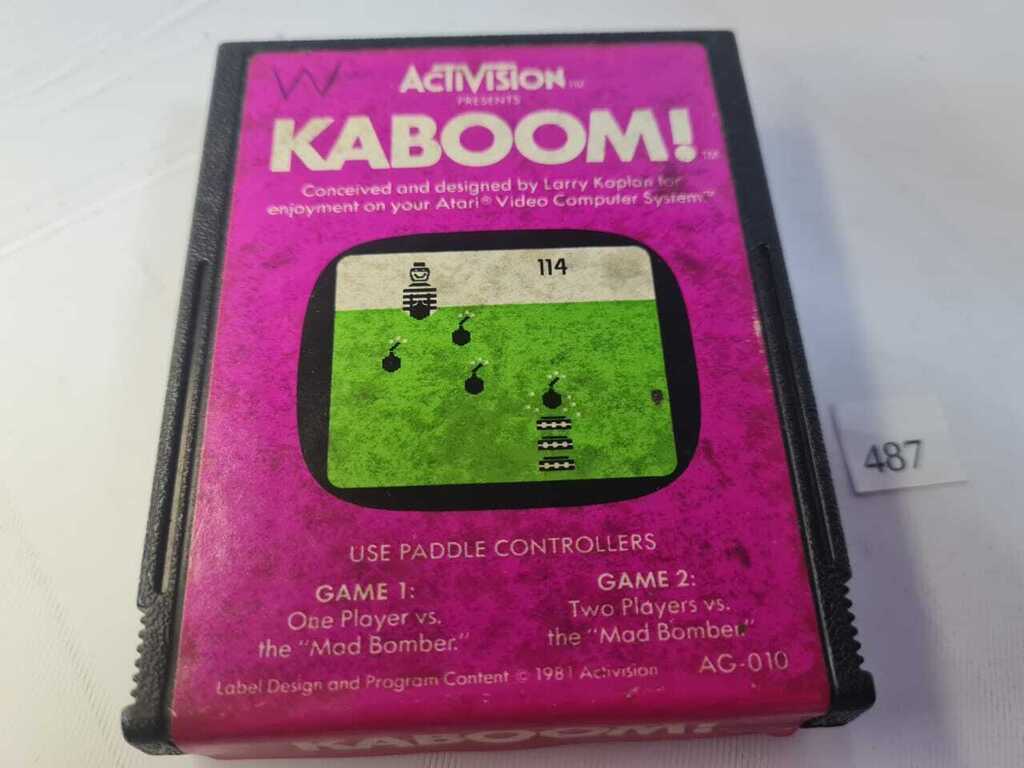 W
ACTIVISION™
PRESENTS
KABOOM!™
Conceived and designed by Larry Kaplan for
enjoyment on your Atari® Video Computer System™
114
USE PADDLE CONTROLLERS
GAME 1:
One Player vs.
the "Mad Bomber."
GAME 2:
Two Players vs.
the "Mad Bomber."
Label Design and Program Content © 1981 Activision
AG-010
KABOOM!
487